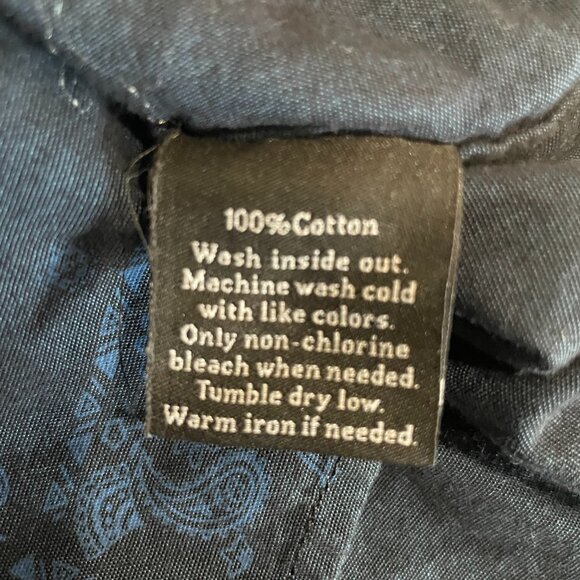 100%Cotton
Wash inside out.
Machine wash cold
with like colors.
Only non-chlorine
bleach when needed.
Tumble dry low.
Warm iron if needed.